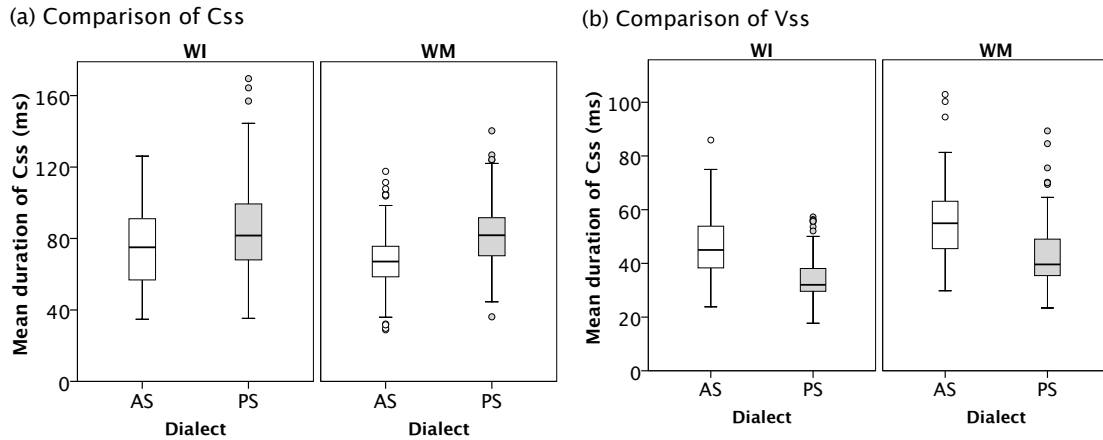 (a) Comparison of Css
WI WM
Mean duration of Css (ms)
160
120
80
40
0
AS PS AS PS
Dialect Dialect
(b) Comparison of Vss
WI WM
Mean duration of Css (ms)
100
80
60
40
20
0
AS PS AS PS
Dialect Dialect